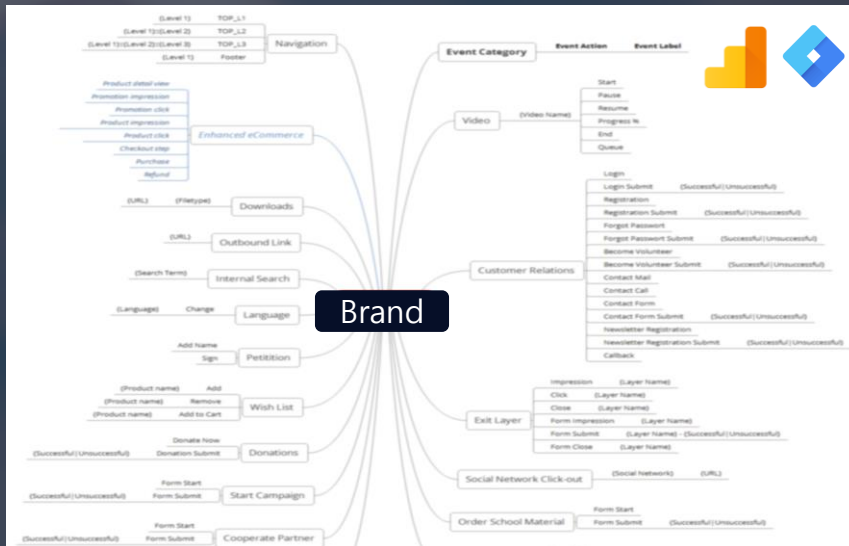 {Level 1} TOP_L1
{Level 1}:{Level 2} TOP_L2
{Level 1}:{Level 2}:{Level 3} TOP_L3
{Level 1} Footer
Navigation
Product detail view
Promotion impression
Promotion click
Product impression
Product click
Checkout step
Purchase
Refund
Enhanced eCommerce
{URL} {Filetype} Downloads
{URL} Outbound Link
{Search Term} Internal Search
{Language} Change Language
Add Name
Sign
Petitition
{Product name} Add
{Product name} Remove
{Product name} Add to Cart
Wish List
Donate Now
{Successful|Unsuccessful} Donation Submit
Donations
Form Start
{Successful|Unsuccessful} Form Submit
Start Campaign
Form Start
{Successful|Unsuccessful} Form Submit
Cooperate Partner
Brand
Event Category Event Action Event Label
Video {Video Name}
Start
Pause
Resume
Progress %
End
Queue
Customer Relations
Login
Login Submit {Successful|Unsuccessful}
Registration
Registration Submit {Successful|Unsuccessful}
Forgot Passwort
Forgot Passwort Submit {Successful|Unsuccessful}
Become Volunteer
Become Volunteer Submit {Successful|Unsuccessful}
Contact Mail
Contact Call
Contact Form
Contact Form Submit {Successful|Unsuccessful}
Newsletter Registration
Newsletter Registration Submit {Successful|Unsuccessful}
Callback
Exit Layer
Impression {Layer Name}
Click {Layer Name}
Close {Layer Name}
Form Impression {Layer Name}
Form Submit {Layer Name} - {Successful|Unsuccessful}
Form Close {Layer Name}
Social Network Click-out {Social Network} {URL}
Order School Material
Form Start
Form Submit {Successful|Unsuccessful}